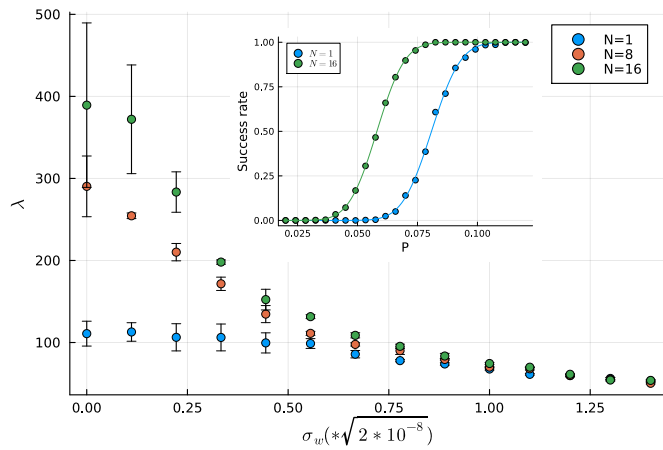 500
400
300
200
100
λ
0.00
0.25
0.50
0.75
1.00
1.25
σ_w(*√2 * 10^{-8})
N=1
N=8
N=16
1.00
0.75
0.50
0.25
0.00
Success rate
N = 1
N = 16
0.025
0.050
0.075
0.100
P